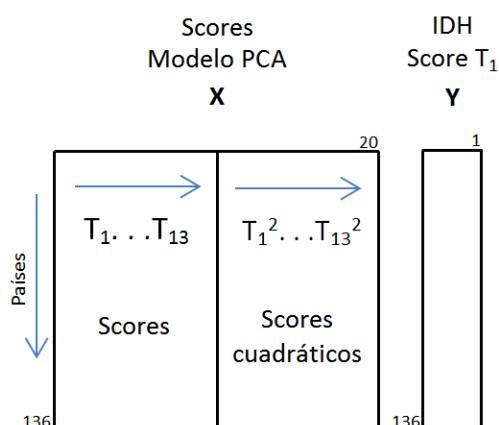 Scores
Modelo PCA
X
IDH
Score T₁
Y
20
1
T₁. . .T₁₃
T₁². . .T₁₃²
Países
Scores
Scores
cuadráticos
136
136